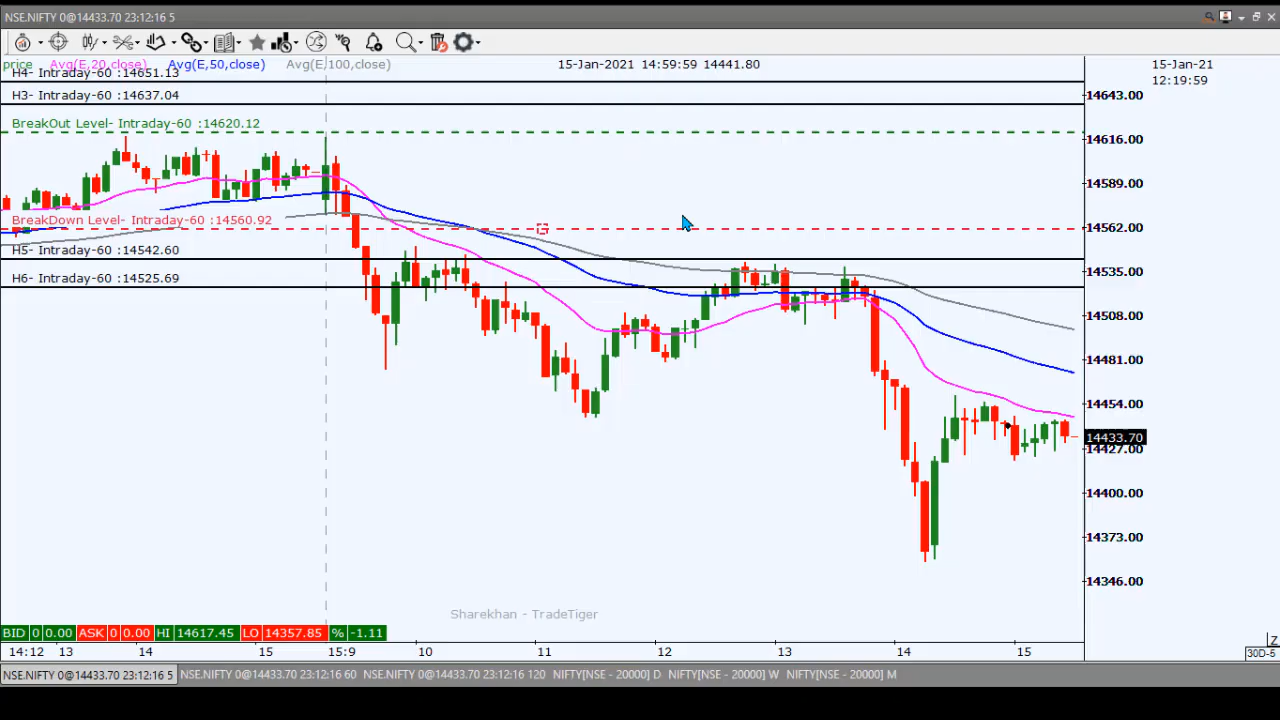 NSE.NIFTY 0@14433.70 23:12:16 5
price Avg(E,20,close) Avg(E,50,close) Avg(E,100,close) 15-Jan-2021 14:59:59 14441.80 15-Jan-21
12:19:59
H4- Intraday-60 :14651.13
H3- Intraday-60 :14637.04
BreakOut Level- Intraday-60 :14620.12
BreakDown Level- Intraday-60 :14560.92
H5- Intraday-60 :14542.60
H6- Intraday-60 :14525.69
14643.00
14616.00
14589.00
14562.00
14535.00
14508.00
14481.00
14454.00
14433.70
14427.00
14400.00
14373.00
14346.00
Sharekhan - TradeTiger
BID 0 0.00 ASK 0 0.00 HI 14617.45 LO 14357.85 % -1.11
14:12 13 14 15 15:9 10 11 12 13 14 15
Z
30D-5
NSE.NIFTY 0@14433.70 23:12:16 5 NSE.NIFTY 0@14433.70 23:12:16 60 NSE.NIFTY 0@14433.70 23:12:16 120 NIFTY[NSE - 20000] D NIFTY[NSE - 20000] W NIFTY[NSE - 20000] M